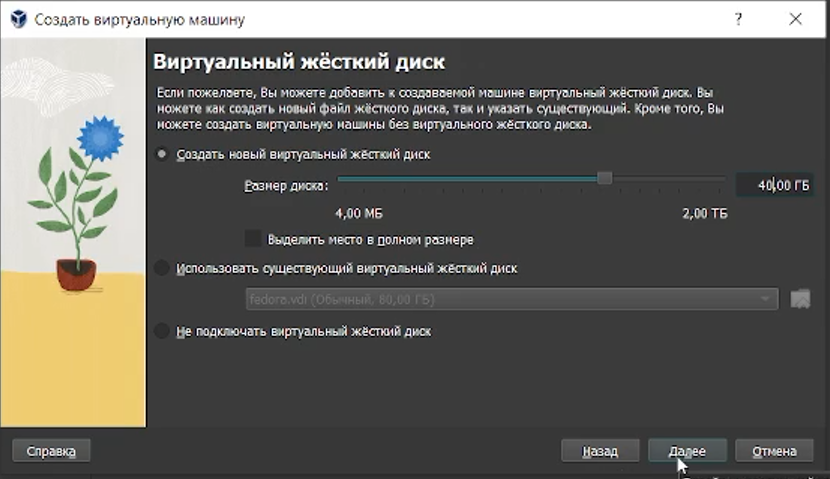 Создать виртуальную машину
?
Виртуальный жёсткий диск
Если пожелаете, Вы можете добавить к создаваемой машине виртуальный жёсткий диск. Вы
можете как создать новый файл жёсткого диска, так и указать существующий. Кроме того, Вы
можете создать виртуальную машины без виртуального жёсткого диска.
Создать новый виртуальный жёсткий диск
Размер диска:
40,00 ГБ
4,00 МБ
2,00 ТБ
Выделить место в полном размере
Использовать существующий виртуальный жёсткий диск
fedora.vdi (Обычный, 80,00 ГБ)
Не подключать виртуальный жёсткий диск
Справка
Назад
Далее
Отмена